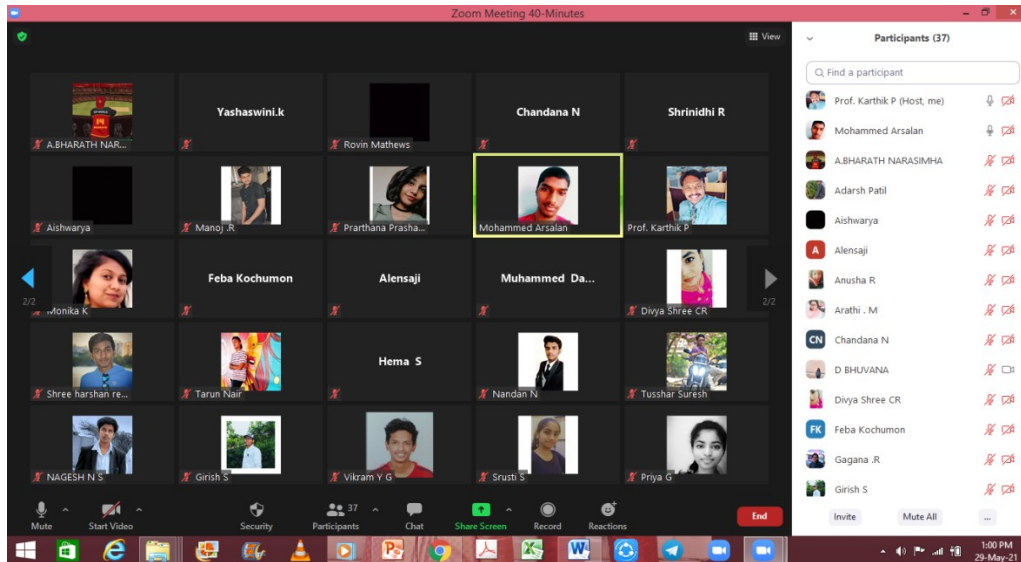 Zoom Meeting 40-Minutes
View
A.BHARATH NAR...
Yashaswini.k
Rovin Mathews
Chandana N
Shrinidhi R
Aishwarya
Manoj .R
Prarthana Prasha...
Mohammed Arsalan
Prof. Karthik P
2/2
Monika K
Feba Kochumon
Alensaji
Muhammed Da...
Divya Shree CR
2/2
Shree harshan re...
Tarun Nair
Hema S
Nandan N
Tusshar Suresh
NAGESH N S
Girish S
Vikram Y G
Srusti S
Priya G
Mute
Start Video
Security
Participants
37
Chat
Share Screen
Record
Reactions
End
Participants (37)
Find a participant
Prof. Karthik P (Host, me)
Mohammed Arsalan
A.BHARATH NARASIMHA
Adarsh Patil
Aishwarya
A Alensaji
Anusha R
Arathi . M
CN Chandana N
D BHUVANA
Divya Shree CR
FK Feba Kochumon
Gagana .R
Girish S
Invite
Mute All
...
1:00 PM
29-May-21